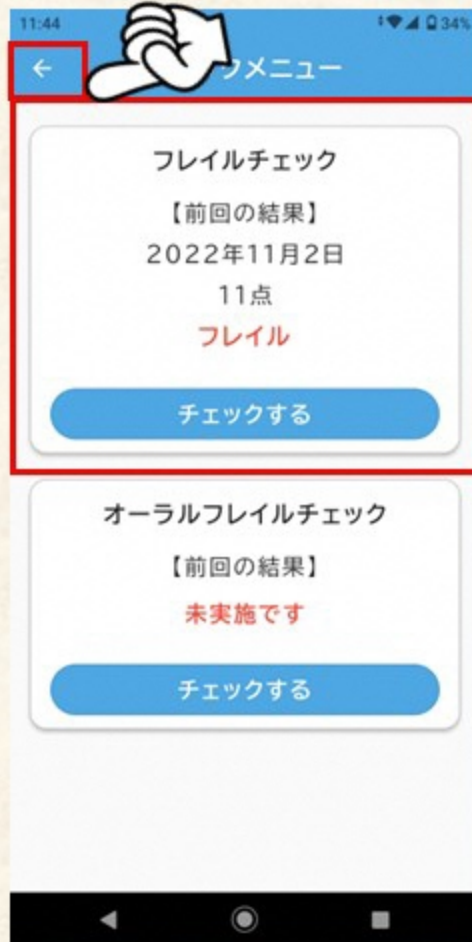 11:44
34%
メニュー
フレイルチェック
【前回の結果】
2022年11月2日
11点
フレイル
チェックする
オーラルフレイルチェック
【前回の結果】
未実施です
チェックする